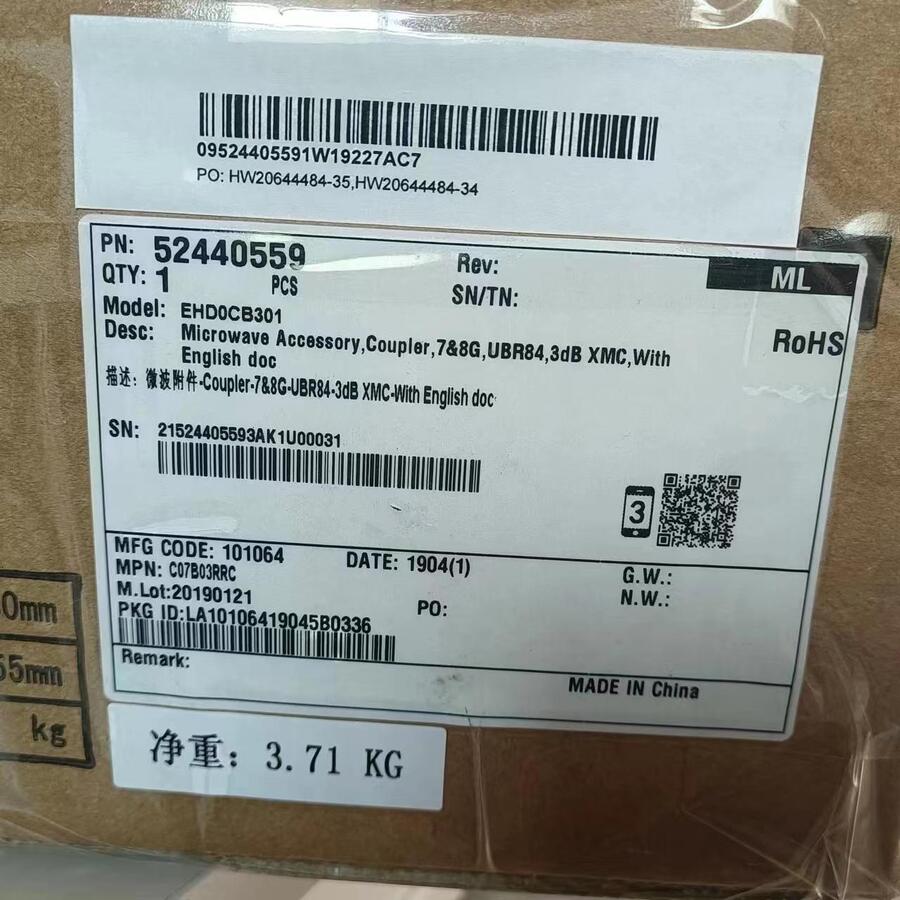 09524405591W19227AC7
PO: HW20644484-35,HW20644484-34
PN: 52440559
Rev:
ML
QTY: 1 PCS
SN/TN:
Model: EHD0CB301
RoHS
Desc: Microwave Accessory,Coupler,7&8G,UBR84,3dB XMC,With
English doc
描述: 微波附件-Coupler-7&8G-UBR84-3dB XMC-With English doc
SN: 21524405593AK1U00031
3
MFG CODE: 101064
DATE: 1904(1)
G.W.:
MPN: C07B03RRC
N.W.:
M.Lot:20190121
PO:
PKG ID:LA10106419045B0336
Remark:
MADE IN China
0mm
55mm
kg
净重: 3.71 KG